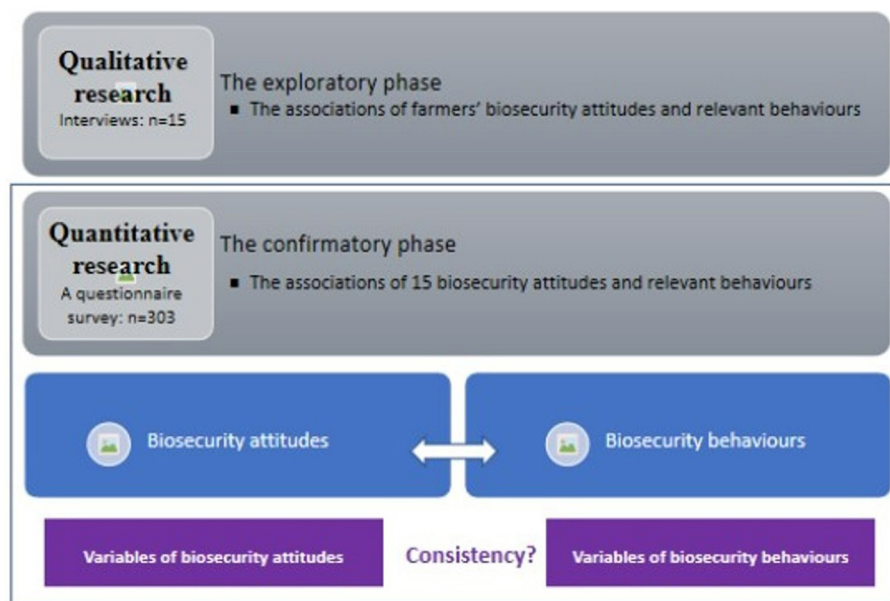 Qualitative
research
Interviews: n=15
The exploratory phase
▪ The associations of farmers' biosecurity attitudes and relevant behaviours
Quantitative
research
A questionnaire
survey: n=303
The confirmatory phase
▪ The associations of 15 biosecurity attitudes and relevant behaviours
Biosecurity attitudes
Biosecurity behaviours
Variables of biosecurity attitudes
Consistency?
Variables of biosecurity behaviours